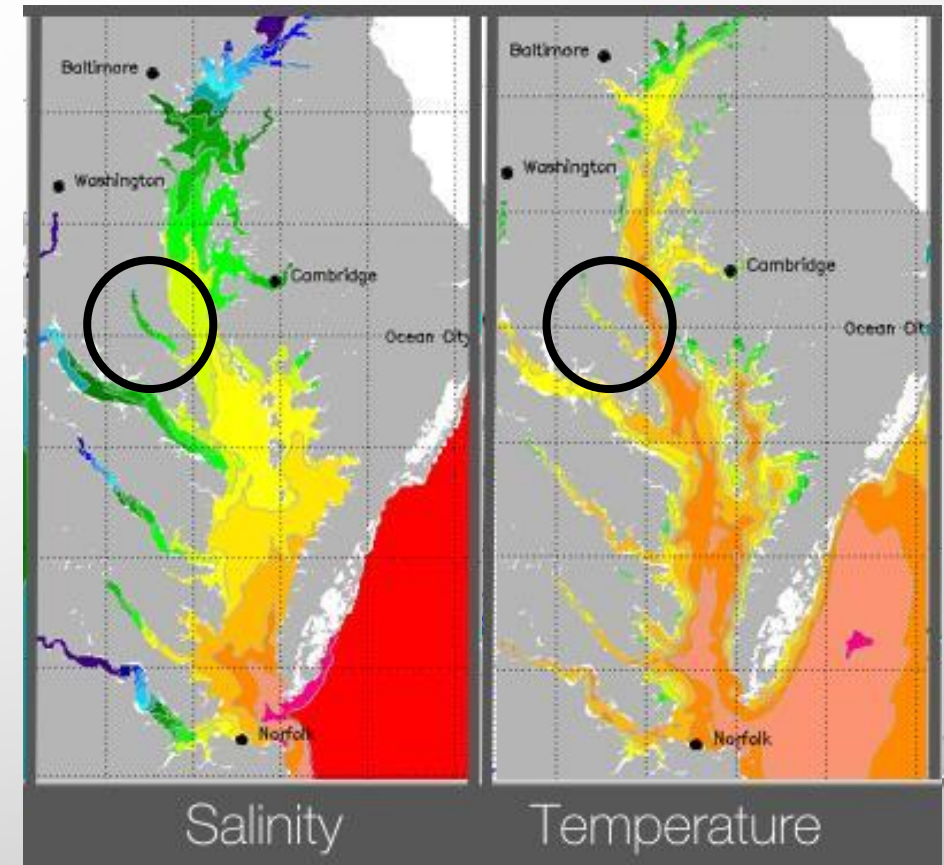 Baltimore
Washington
Cambridge
Ocean City
Norfolk
Salinity
Baltimore
Washington
Cambridge
Ocean Cit
Norfolk
Temperature